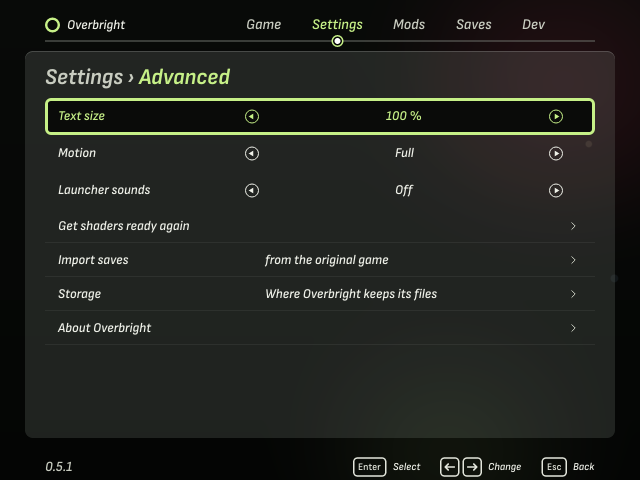 Overbright
Game
Settings
Mods
Saves
Dev
Settings › Advanced
Text size
100 %
Motion
Full
Launcher sounds
Off
Get shaders ready again
Import saves
from the original game
Storage
Where Overbright keeps its files
About Overbright
0.5.1
Enter Select
Change
Esc Back